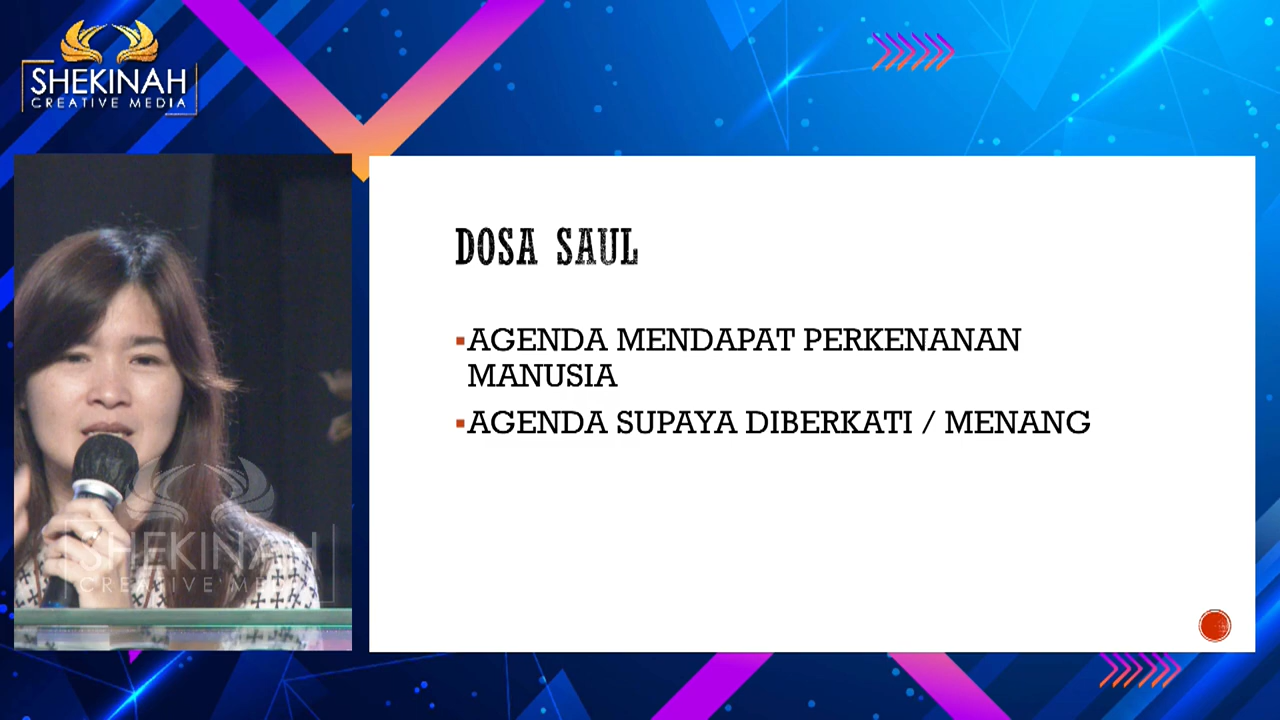 SHEKINAH
CREATIVE MEDIA
DOSA SAUL
▪AGENDA MENDAPAT PERKENANAN
MANUSIA
▪AGENDA SUPAYA DIBERKATI / MENANG
SHEKINAH
CREATIVE MEDIA